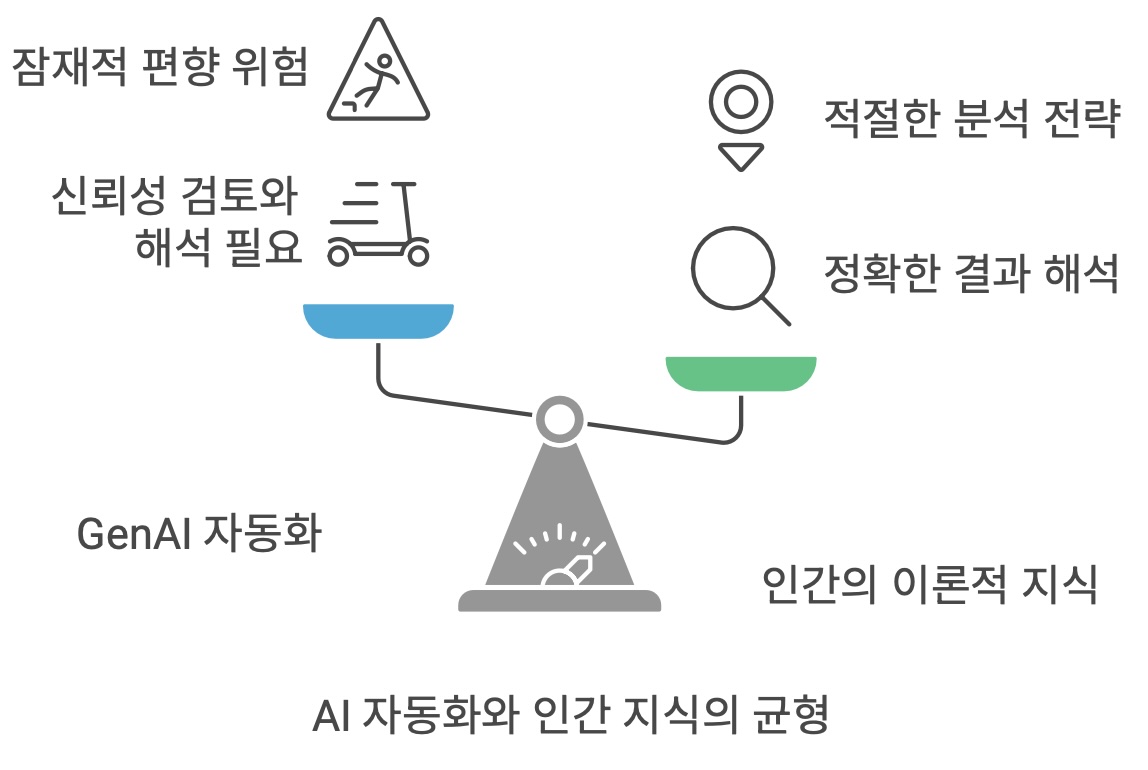 잠재적 편향 위험
신뢰성 검토와
해석 필요
적절한 분석 전략
정확한 결과 해석
GenAI 자동화
인간의 이론적 지식
AI 자동화와 인간 지식의 균형